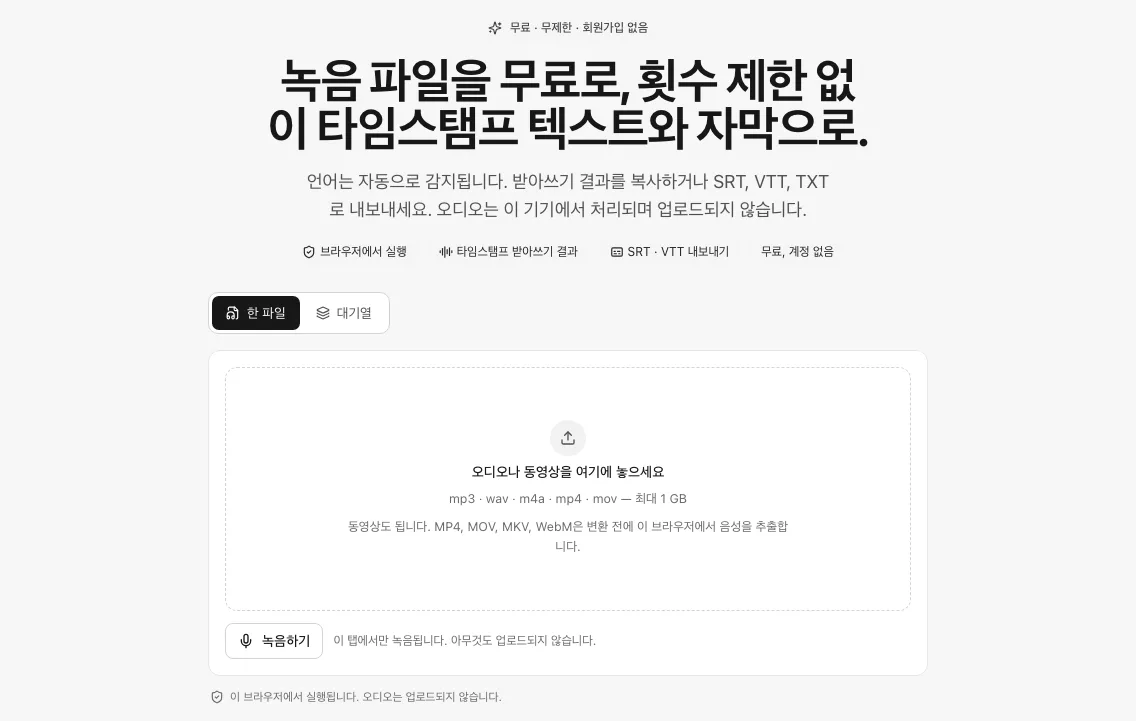 무료 · 무제한 · 회원가입 없음
녹음 파일을 무료로, 횟수 제한 없
이 타임스탬프 텍스트와 자막으로.
언어는 자동으로 감지됩니다. 받아쓰기 결과를 복사하거나 SRT, VTT, TXT
로 내보내세요. 오디오는 이 기기에서 처리되며 업로드되지 않습니다.
브라우저에서 실행 타임스탬프 받아쓰기 결과 SRT · VTT 내보내기 무료, 계정 없음
한 파일 대기열
오디오나 동영상을 여기에 놓으세요
mp3 · wav · m4a · mp4 · mov — 최대 1 GB
동영상도 됩니다. MP4, MOV, MKV, WebM은 변환 전에 이 브라우저에서 음성을 추출합
니다.
녹음하기 이 탭에서만 녹음됩니다. 아무것도 업로드되지 않습니다.
이 브라우저에서 실행됩니다. 오디오는 업로드되지 않습니다.